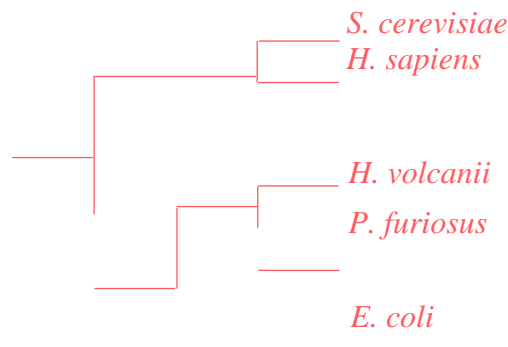 S. cerevisiae
H. sapiens
H. volcanii
P. furiosus
E. coli